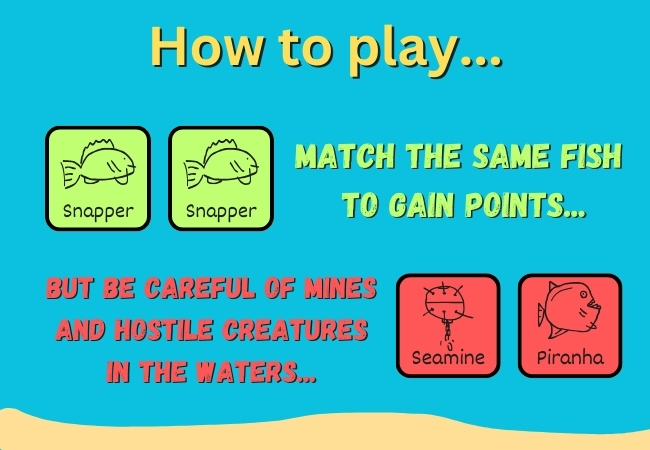 How to play...
Snapper
Snapper
MATCH THE SAME FISH
TO GAIN POINTS...
BUT BE CAREFUL OF MINES
AND HOSTILE CREATURES
IN THE WATERS...
Seamine
Piranha